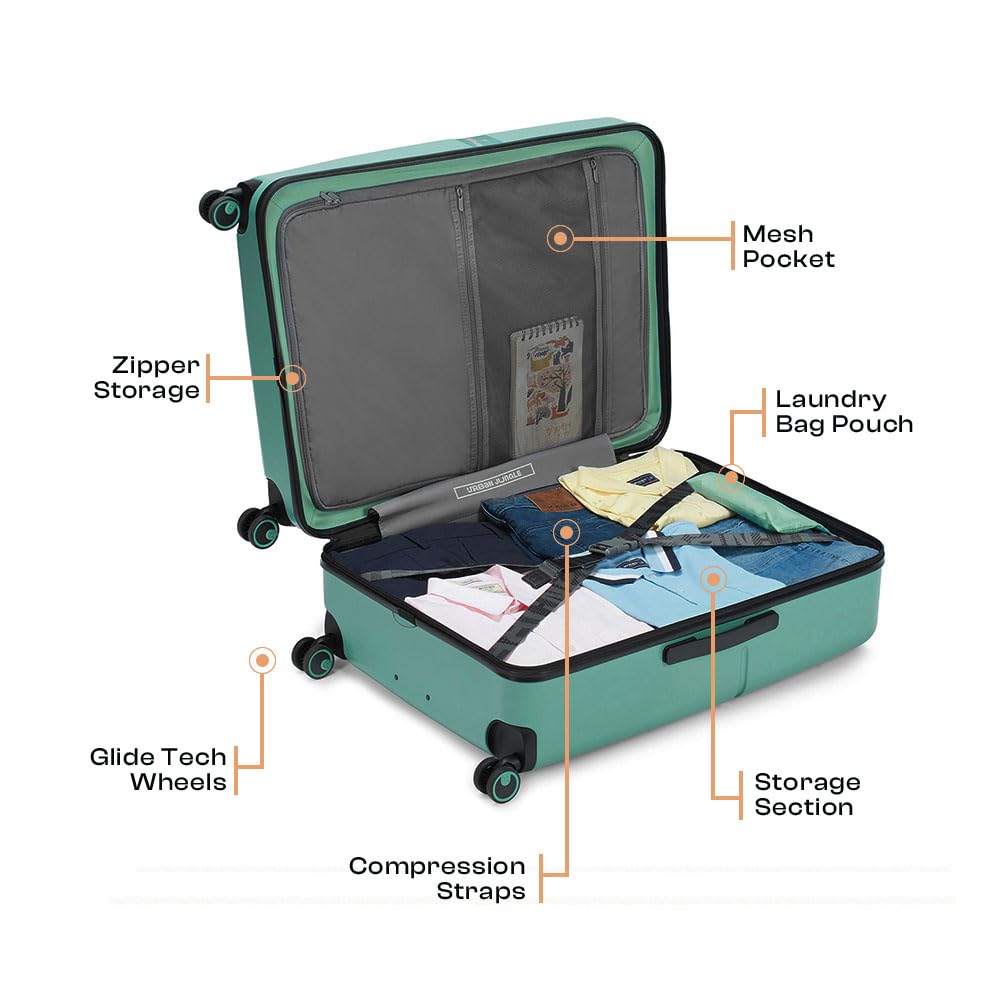 Mesh
Pocket
Zipper
Storage
Laundry
Bag Pouch
URBAN JUNGLE
Glide Tech
Wheels
Storage
Section
Compression
Straps